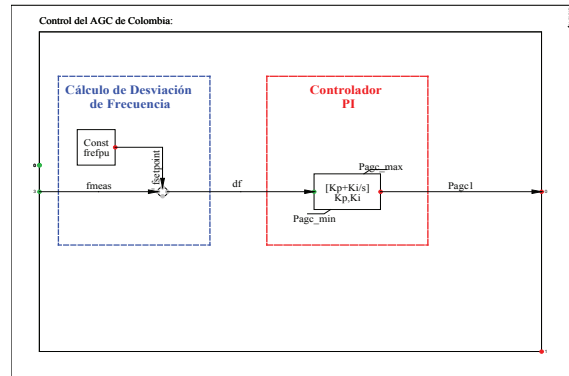 Control del AGC de Colombia:
Cálculo de Desviación
de Frecuencia
Controlador
PI
Const
frefpu
fsetpoint
fmeas
df
Pagc_max
[Kp+Ki/s]
Kp,Ki
Pagc_min
Pagc1